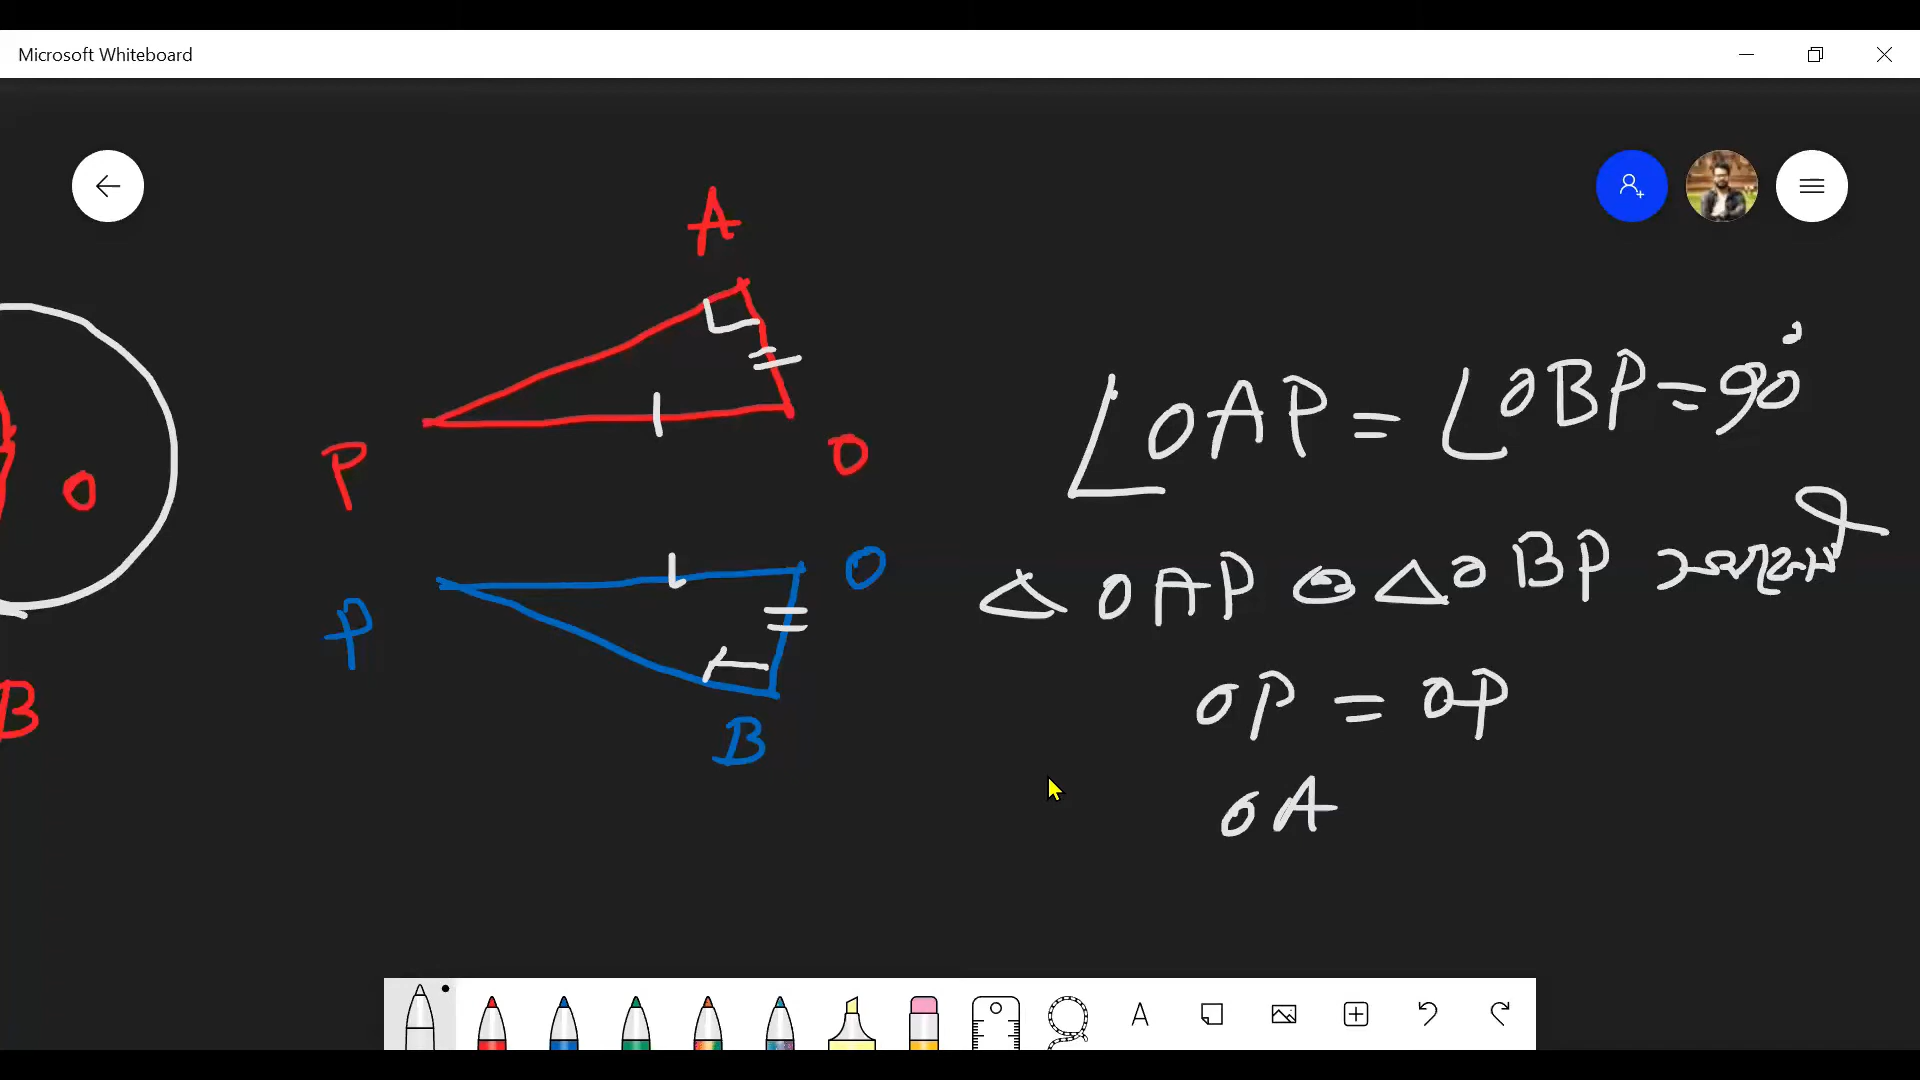 Microsoft Whiteboard
A
P
O
O
P
O
B
B
∠OAP = ∠OBP = 90°
△ OAP ও △ OBP সমকোণী
OP = OP
OA